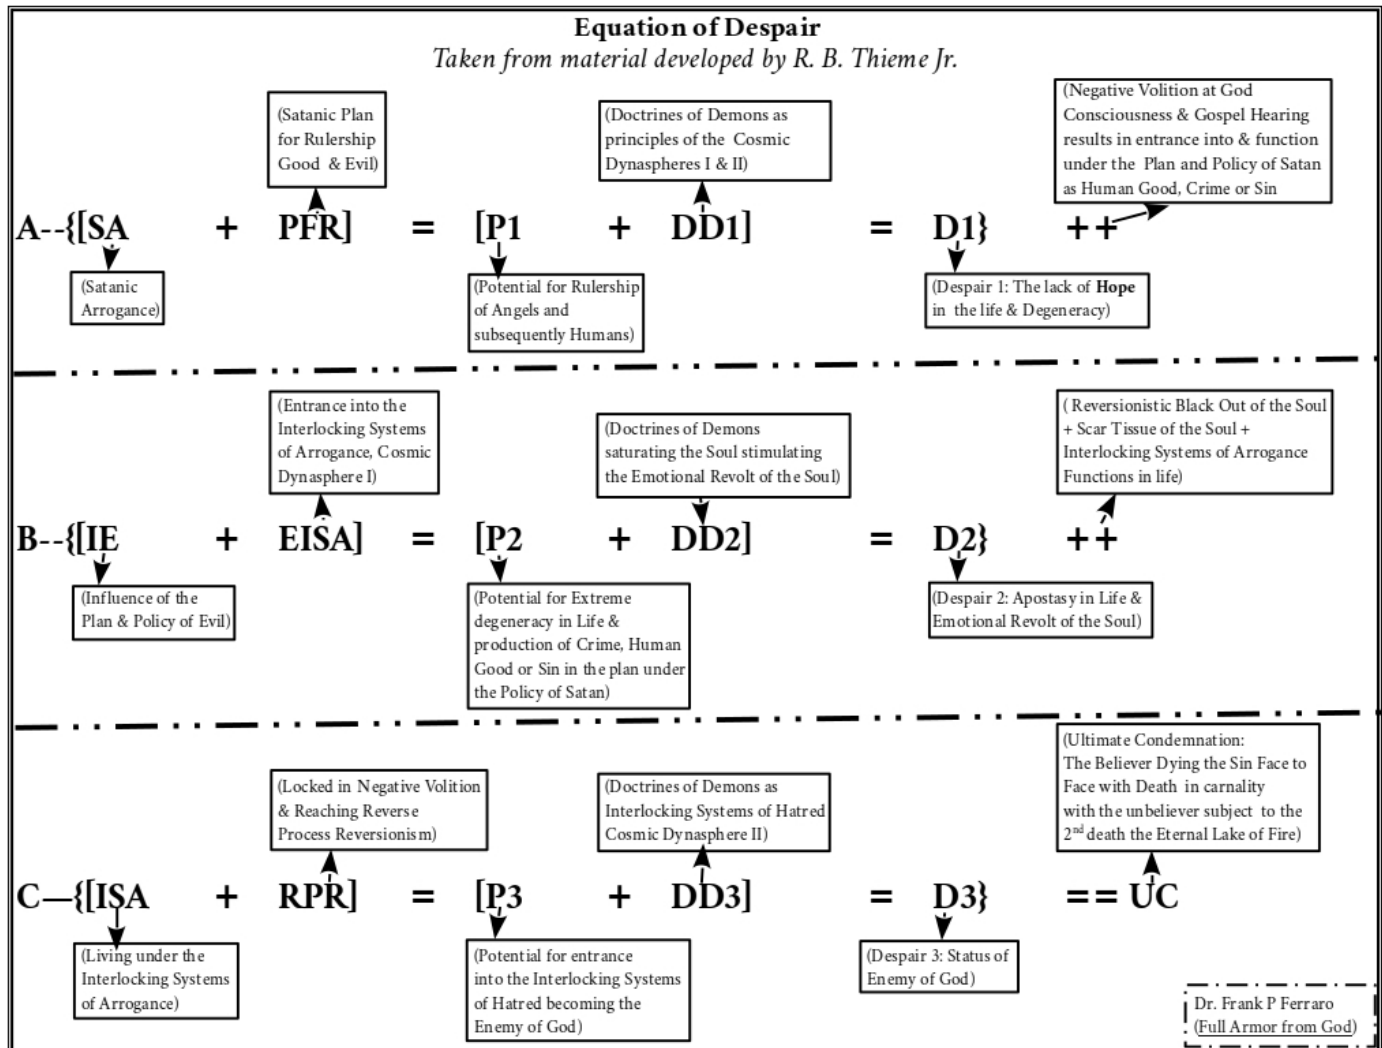 Equation of Despair
Taken from material developed by R. B. Thieme Jr.
(Satanic Plan
for Rulership
Good & Evil)
(Doctrines of Demons as
principles of the Cosmic
Dynaspheres I & II)
(Negative Volition at God
Consciousness & Gospel Hearing
results in entrance into & function
under the Plan and Policy of Satan
as Human Good, Crime or Sin
A--{[SA + PFR] = [P1 + DD1] = D1} ++
(Satanic
Arrogance)
(Potential for Rulership
of Angels and
subsequently Humans)
(Despair 1: The lack of Hope
in the life & Degeneracy)
(Entrance into the
Interlocking Systems
of Arrogance, Cosmic
Dynasphere I)
(Doctrines of Demons
saturating the Soul stimulating
the Emotional Revolt of the Soul)
( Reversionistic Black Out of the Soul
+ Scar Tissue of the Soul +
Interlocking Systems of Arrogance
Functions in life)
B--{[IE + EISA] = [P2 + DD2] = D2} ++
(Influence of the
Plan & Policy of Evil)
(Potential for Extreme
degeneracy in Life &
production of Crime, Human
Good or Sin in the plan under
the Policy of Satan)
(Despair 2: Apostasy in Life &
Emotional Revolt of the Soul)
(Locked in Negative Volition
& Reaching Reverse
Process Reversionism)
(Doctrines of Demons as
Interlocking Systems of Hatred
Cosmic Dynasphere II)
(Ultimate Condemnation:
The Believer Dying the Sin Face to
Face with Death in carnality
with the unbeliever subject to the
2nd death the Eternal Lake of Fire)
C—{[ISA + RPR] = [P3 + DD3] = D3} == UC
(Living under the
Interlocking Systems
of Arrogance)
(Potential for entrance
into the Interlocking Systems
of Hatred becoming the
Enemy of God)
(Despair 3: Status of
Enemy of God)
Dr. Frank P Ferraro
(Full Armor from God)